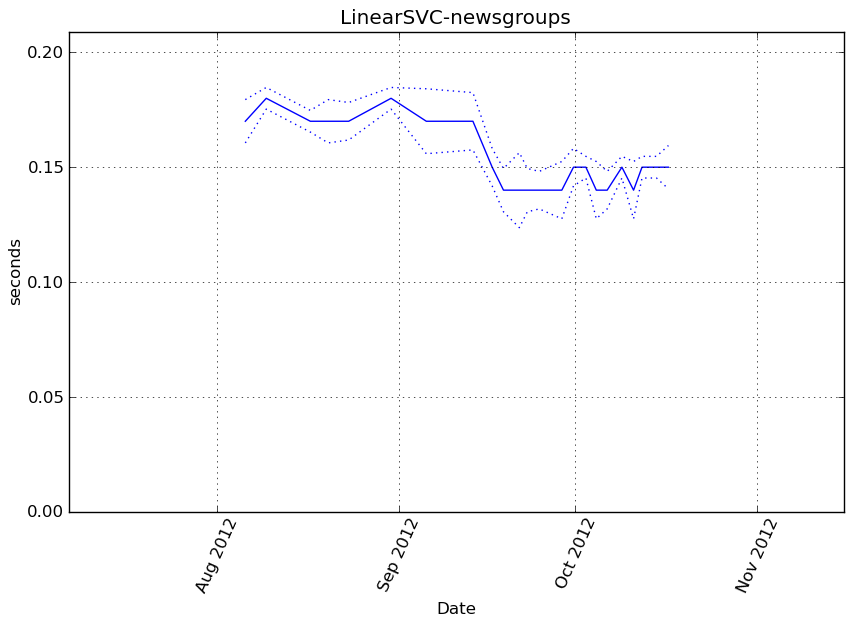 LinearSVC-newsgroups
0.20
0.15
0.10
0.05
0.00
seconds
Aug 2012
Sep 2012
Oct 2012
Nov 2012
Date